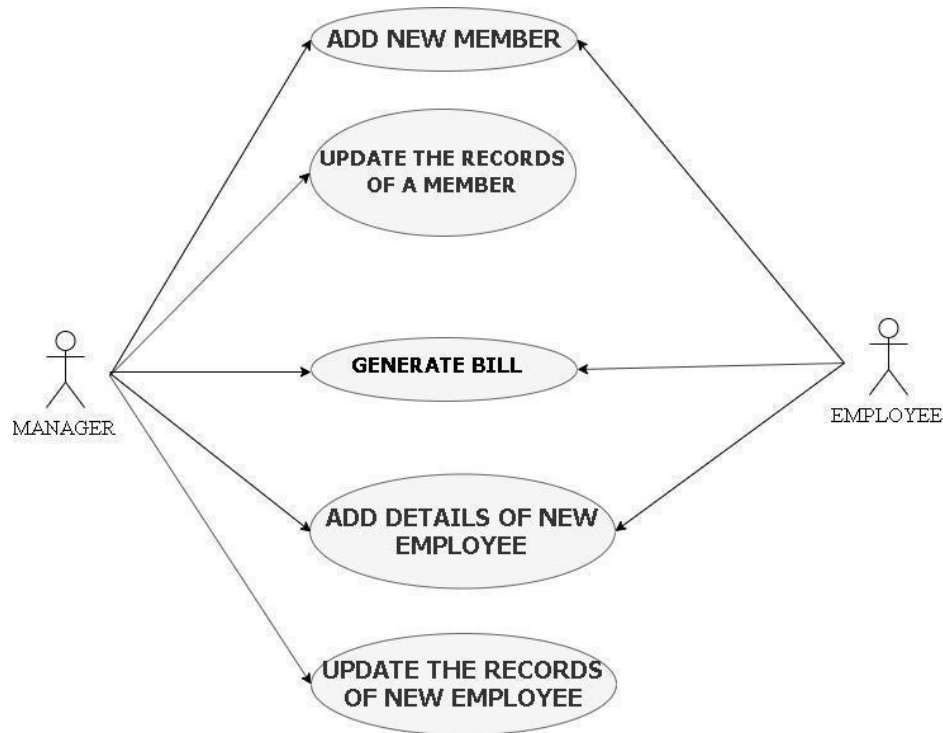 ADD NEW MEMBER
UPDATE THE RECORDS
OF A MEMBER
GENERATE BILL
MANAGER
EMPLOYEE
ADD DETAILS OF NEW
EMPLOYEE
UPDATE THE RECORDS
OF NEW EMPLOYEE